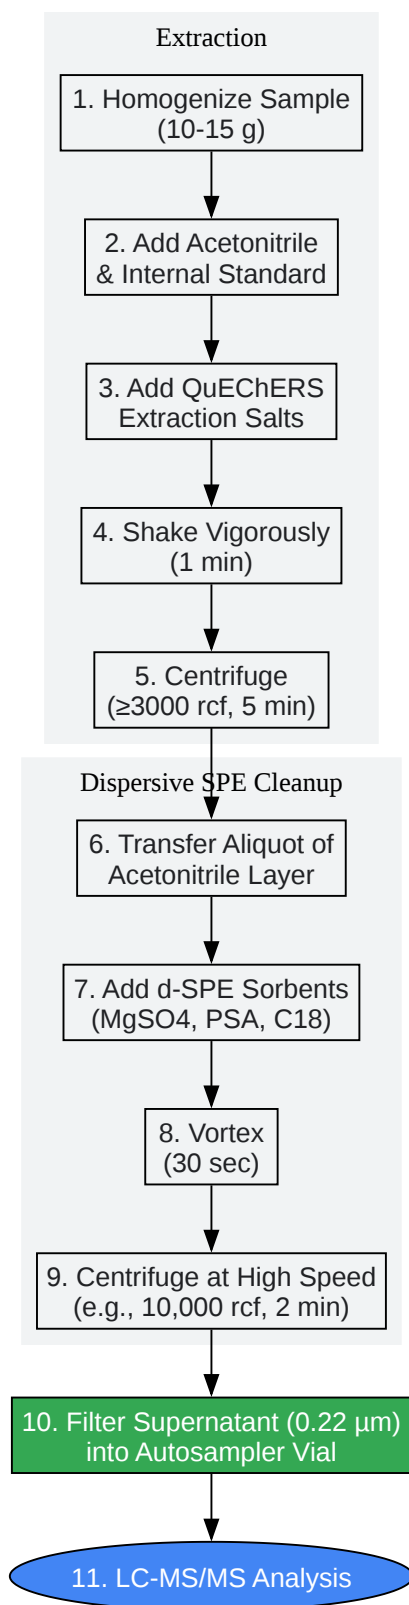 Extraction
1. Homogenize Sample
(10-15 g)
2. Add Acetonitrile
& Internal Standard
3. Add QuEChERS
Extraction Salts
4. Shake Vigorously
(1 min)
5. Centrifuge
(≥3000 rcf, 5 min)
Dispersive SPE Cleanup
6. Transfer Aliquot of
Acetonitrile Layer
7. Add d-SPE Sorbents
(MgSO4, PSA, C18)
8. Vortex
(30 sec)
9. Centrifuge at High Speed
(e.g., 10,000 rcf, 2 min)
10. Filter Supernatant (0.22 µm)
into Autosampler Vial
11. LC-MS/MS Analysis